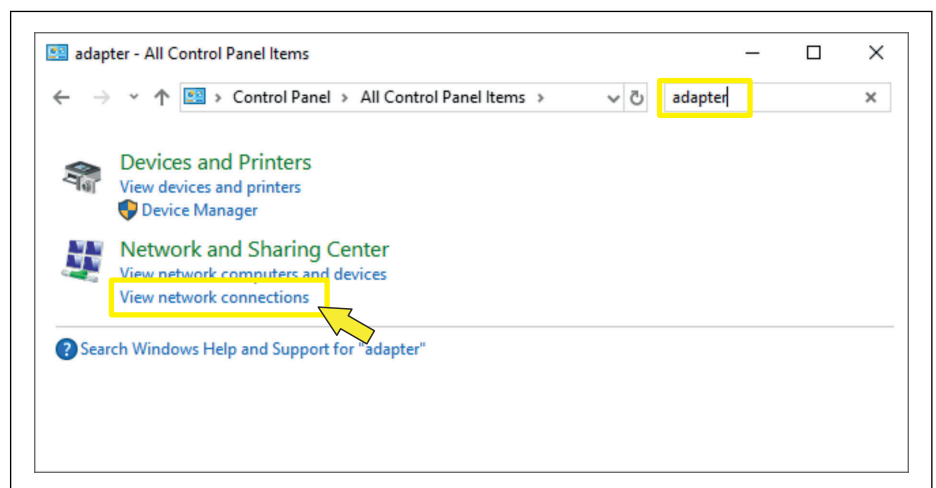 adapter - All Control Panel Items
Control Panel > All Control Panel Items >
adapter
Devices and Printers
View devices and printers
Device Manager
Network and Sharing Center
View network computers and devices
View network connections
Search Windows Help and Support for "adapter"